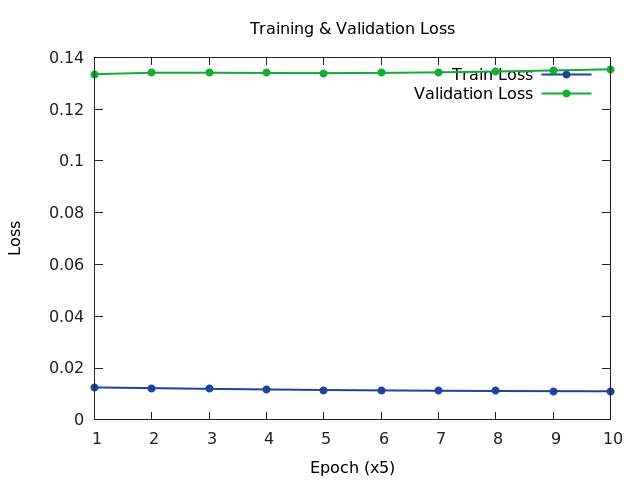 Training & Validation Loss
0.14
0.12
0.1
0.08
0.06
0.04
0.02
0
Loss
Train Loss
Validation Loss
1 2 3 4 5 6 7 8 9 10
Epoch (x5)